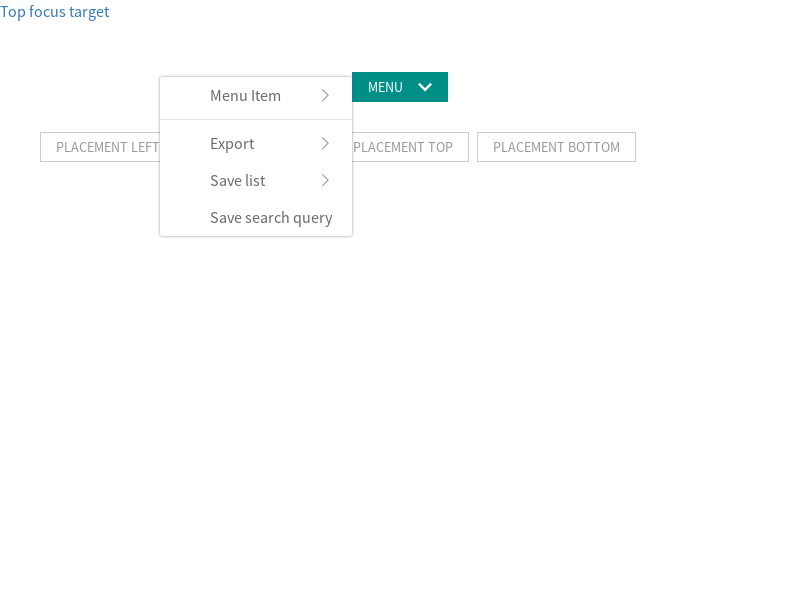 Top focus target
MENU
Menu Item
PLACEMENT LEFT
Export
PLACEMENT TOP
PLACEMENT BOTTOM
Save list
Save search query